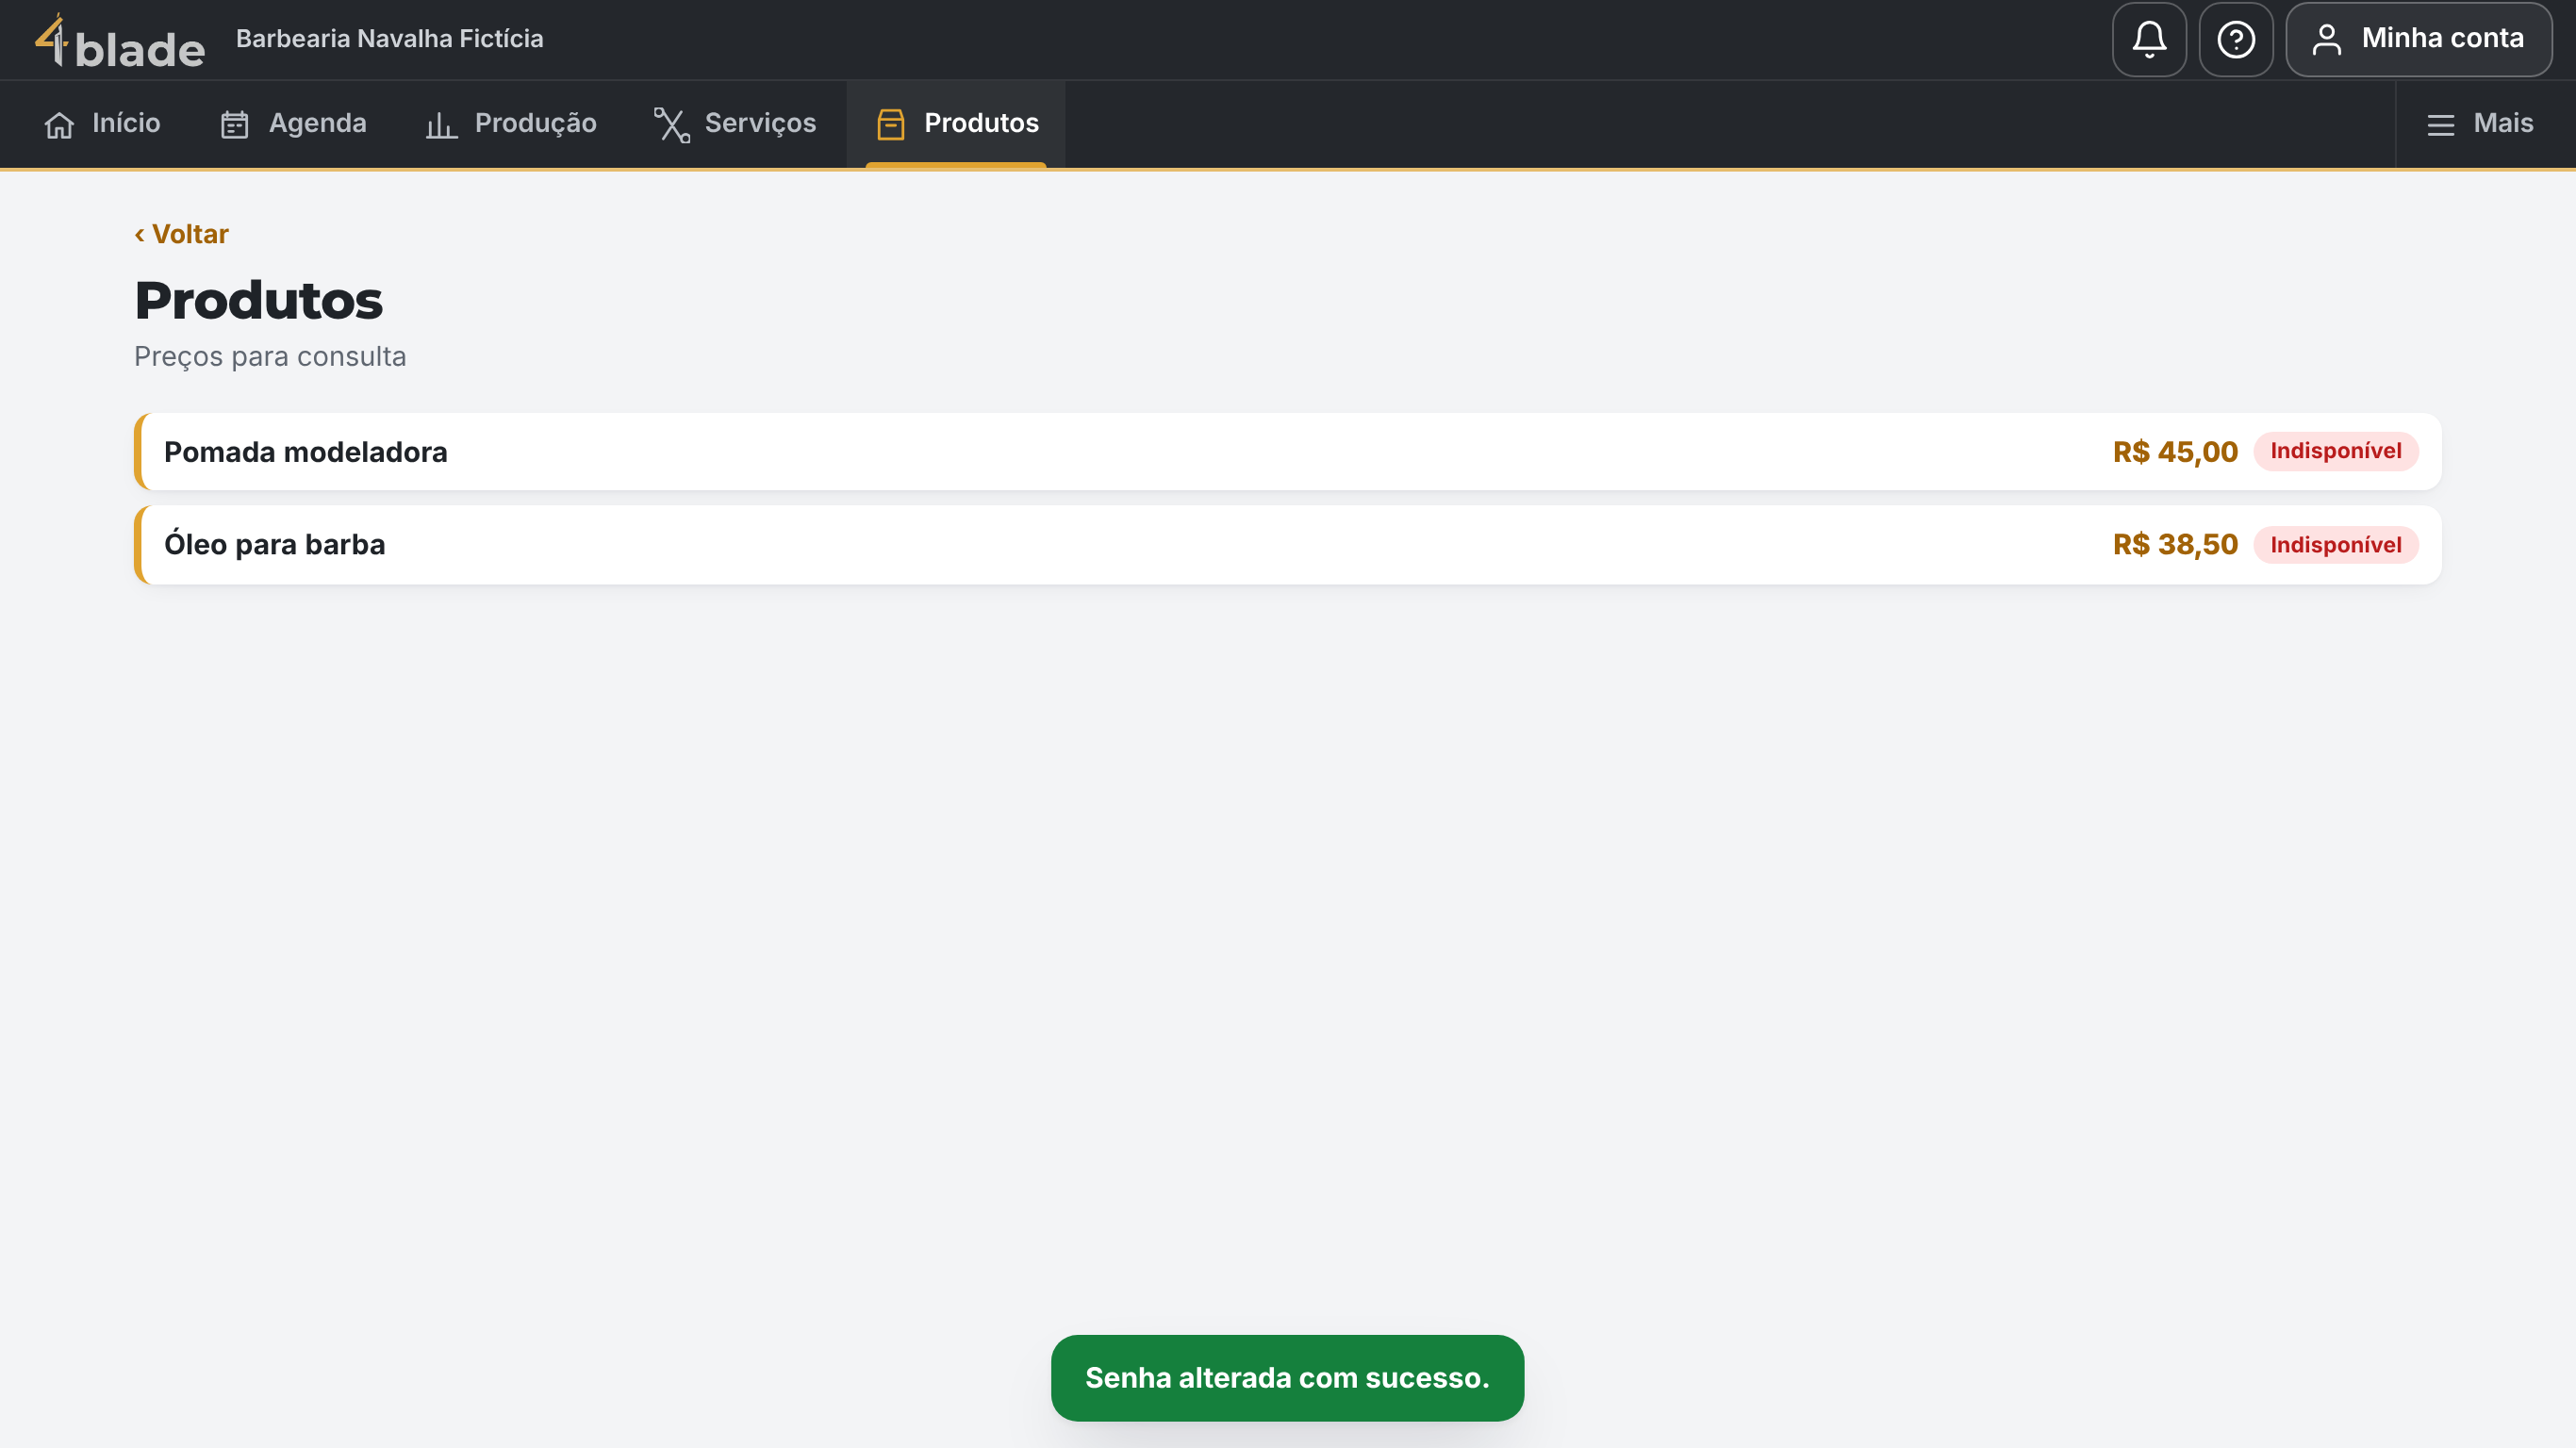 4blade
Barbearia Navalha Fictícia
Minha conta
Início
Agenda
Produção
Serviços
Produtos
Mais
‹ Voltar
Produtos
Preços para consulta
Pomada modeladora
R$ 45,00
Indisponível
Óleo para barba
R$ 38,50
Indisponível
Senha alterada com sucesso.